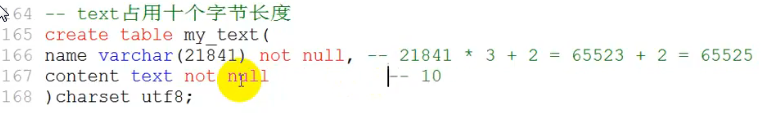 164 -- text占用十个字节长度
165 create table my_text(
166 name varchar(21841) not null, -- 21841 * 3 + 2 = 65523 + 2 = 65525
167 content text not null -- 10
168 )charset utf8;